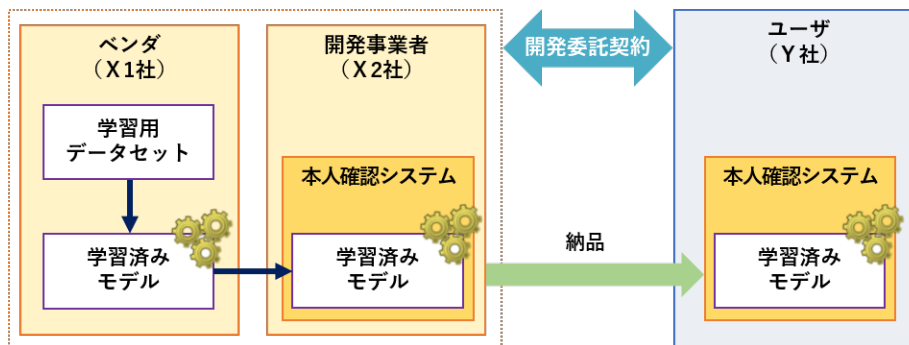 ベンダ
（X1社）
学習用
データセット
学習済み
モデル
開発事業者
（X2社）
本人確認システム
学習済み
モデル
開発委託契約
納品
ユーザ
（Y社）
本人確認システム
学習済み
モデル